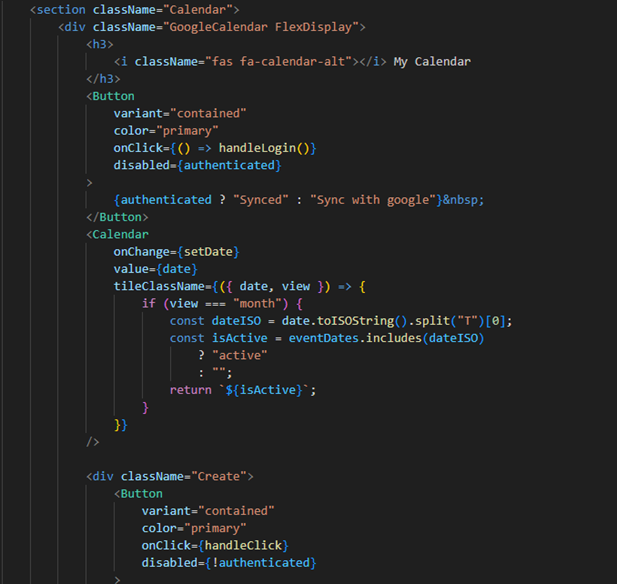 <section className="Calendar">
<div className="GoogleCalendar FlexDisplay">
<h3>
<i className="fas fa-calendar-alt"></i> My Calendar
</h3>
<Button
variant="contained"
color="primary"
onClick={() => handleLogin()}
disabled={authenticated}
>
{authenticated ? "Synced" : "Sync with google"}&nbsp;
</Button>
<Calendar
onChange={setDate}
value={date}
tileClassName={({ date, view }) => {
if (view === "month") {
const dateISO = date.toISOString().split("T")[0];
const isActive = eventDates.includes(dateISO)
? "active"
: "";
return `${isActive}`;
}
}}
/>
<div className="Create">
<Button
variant="contained"
color="primary"
onClick={handleClick}
disabled={!authenticated}
>